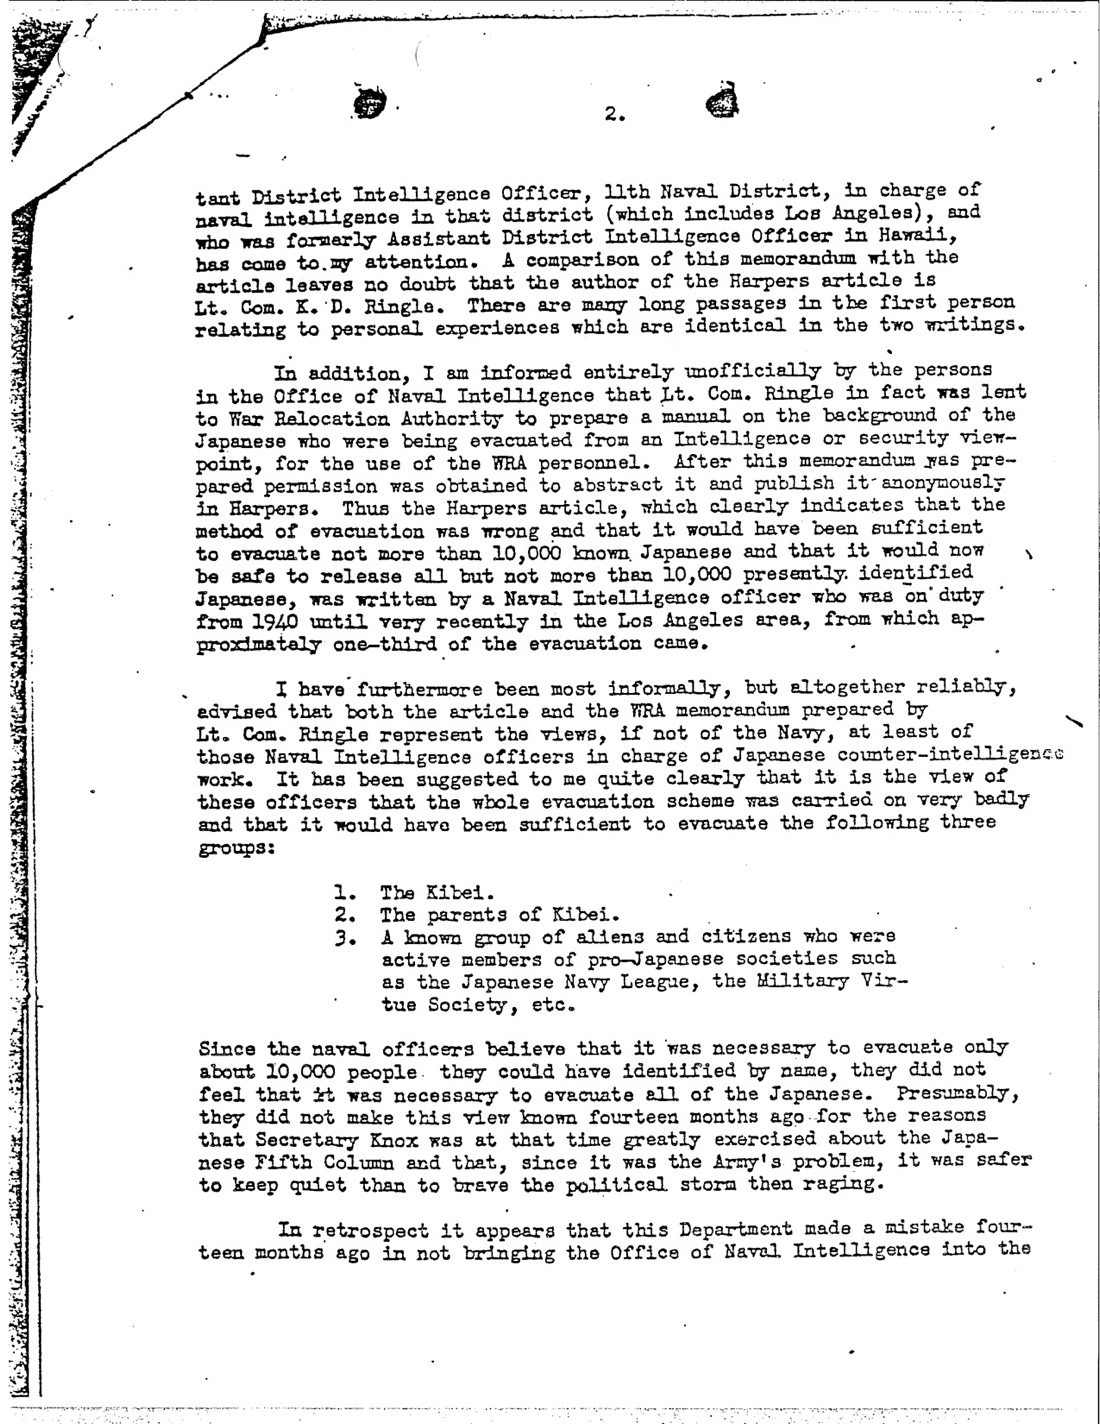 2.
tant District Intelligence Officer, 11th Naval District, in charge of
naval intelligence in that district (which includes Los Angeles), and
who was formerly Assistant District Intelligence Officer in Hawaii,
has come to my attention. A comparison of this memorandum with the
article leaves no doubt that the author of the Harpers article is
Lt. Com. K. D. Ringle. There are many long passages in the first person
relating to personal experiences which are identical in the two writings.
In addition, I am informed entirely unofficially by the persons
in the Office of Naval Intelligence that Lt. Com. Ringle in fact was lent
to War Relocation Authority to prepare a manual on the background of the
Japanese who were being evacuated from an Intelligence or security view-
point, for the use of the WRA personnel. After this memorandum was pre-
pared permission was obtained to abstract it and publish it anonymously
in Harpers. Thus the Harpers article, which clearly indicates that the
method of evacuation was wrong and that it would have been sufficient
to evacuate not more than 10,000 known Japanese and that it would now
be safe to release all but not more than 10,000 presently identified
Japanese, was written by a Naval Intelligence officer who was on duty
from 1940 until very recently in the Los Angeles area, from which ap-
proximately one-third of the evacuation came.
I have furthermore been most informally, but altogether reliably,
advised that both the article and the WRA memorandum prepared by
Lt. Com. Ringle represent the views, if not of the Navy, at least of
those Naval Intelligence officers in charge of Japanese counter-intelligence
work. It has been suggested to me quite clearly that it is the view of
these officers that the whole evacuation scheme was carried on very badly
and that it would have been sufficient to evacuate the following three
groups:
1. The Kibei.
2. The parents of Kibei.
3. A known group of aliens and citizens who were
active members of pro-Japanese societies such
as the Japanese Navy League, the Military Vir-
tue Society, etc.
Since the naval officers believe that it was necessary to evacuate only
about 10,000 people they could have identified by name, they did not
feel that it was necessary to evacuate all of the Japanese. Presumably,
they did not make this view known fourteen months ago for the reasons
that Secretary Knox was at that time greatly exercised about the Japa-
nese Fifth Column and that, since it was the Army's problem, it was safer
to keep quiet than to brave the political storm then raging.
In retrospect it appears that this Department made a mistake four-
teen months ago in not bringing the Office of Naval Intelligence into the